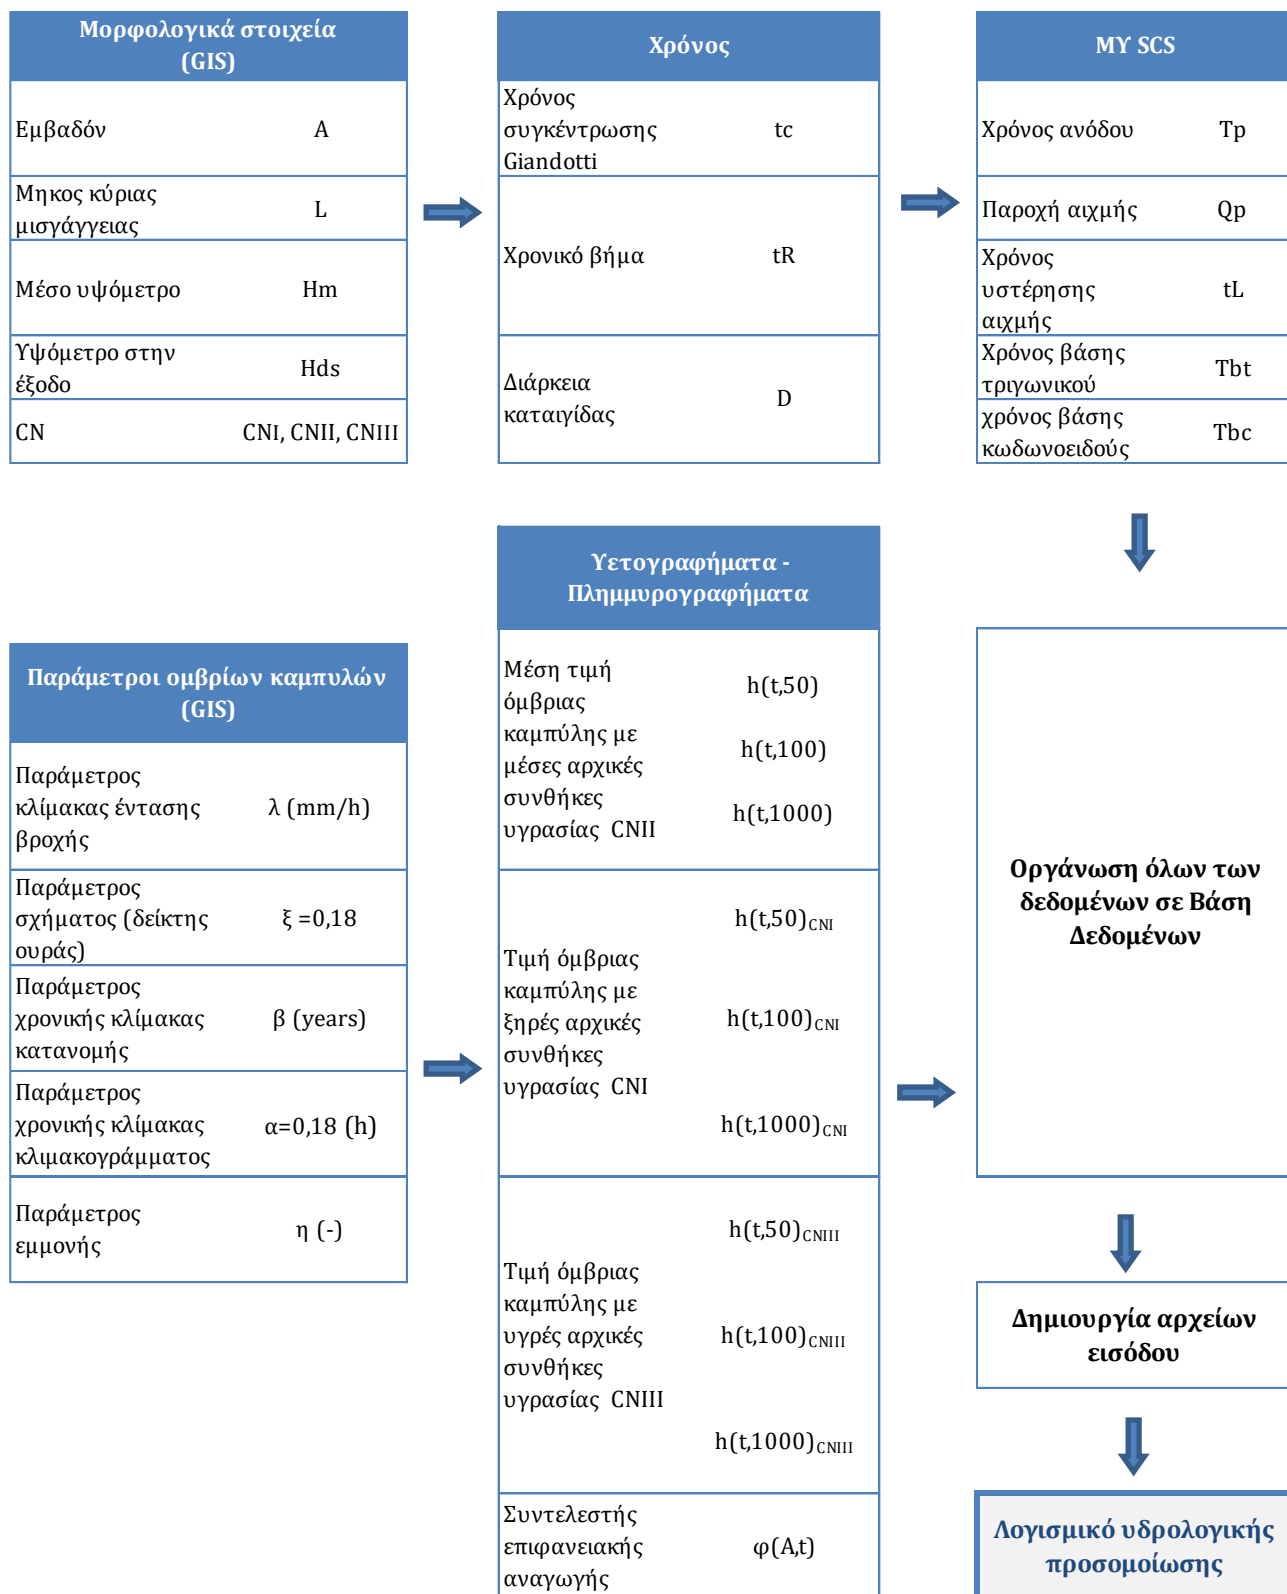 Μορφολογικά στοιχεία
(GIS)
Εμβαδόν A
Μηκος κύριας
μισγάγγειας L
Μέσο υψόμετρο Hm
Υψόμετρο στην
έξοδο Hds
CN CNI, CNII, CNIII
Χρόνος
Χρόνος
συγκέντρωσης tc
Giandotti
Χρονικό βήμα tR
Διάρκεια
καταιγίδας D
ΜΥ SCS
Χρόνος ανόδου Tp
Παροχή αιχμής Qp
Χρόνος
υστέρησης tL
αιχμής
Χρόνος βάσης
τριγωνικού Tbt
χρόνος βάσης
κωδωνοειδούς Tbc
Παράμετροι ομβρίων καμπυλών
(GIS)
Παράμετρος
κλίμακας έντασης λ (mm/h)
βροχής
Παράμετρος
σχήματος (δείκτης ξ =0,18
ουράς)
Παράμετρος
χρονικής κλίμακας β (years)
κατανομής
Παράμετρος
χρονικής κλίμακας α=0,18 (h)
κλιμακογράμματος
Παράμετρος
εμμονής η (-)
Υετογραφήματα -
Πλημμυρογραφήματα
Μέση τιμή
όμβριας h(t,50)
καμπύλης με
μέσες αρχικές h(t,100)
συνθήκες
υγρασίας CNII h(t,1000)
h(t,50)CNI
Τιμή όμβριας
καμπύλης με
ξηρές αρχικές h(t,100)CNI
συνθήκες
υγρασίας CNI
h(t,1000)CNI
h(t,50)CNIII
Τιμή όμβριας
καμπύλης με
υγρές αρχικές h(t,100)CNIII
συνθήκες
υγρασίας CNIII
h(t,1000)CNIII
Συντελεστής
επιφανειακής φ(A,t)
αναγωγής
Οργάνωση όλων των
δεδομένων σε Βάση
Δεδομένων
Δημιουργία αρχείων
εισόδου
Λογισμικό υδρολογικής
προσομοίωσης